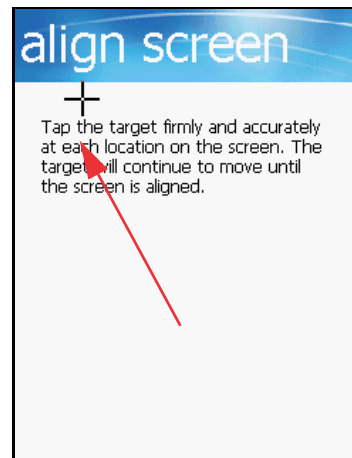 align screen
Tap the target firmly and accurately
at each location on the screen. The
target will continue to move until
the screen is aligned.